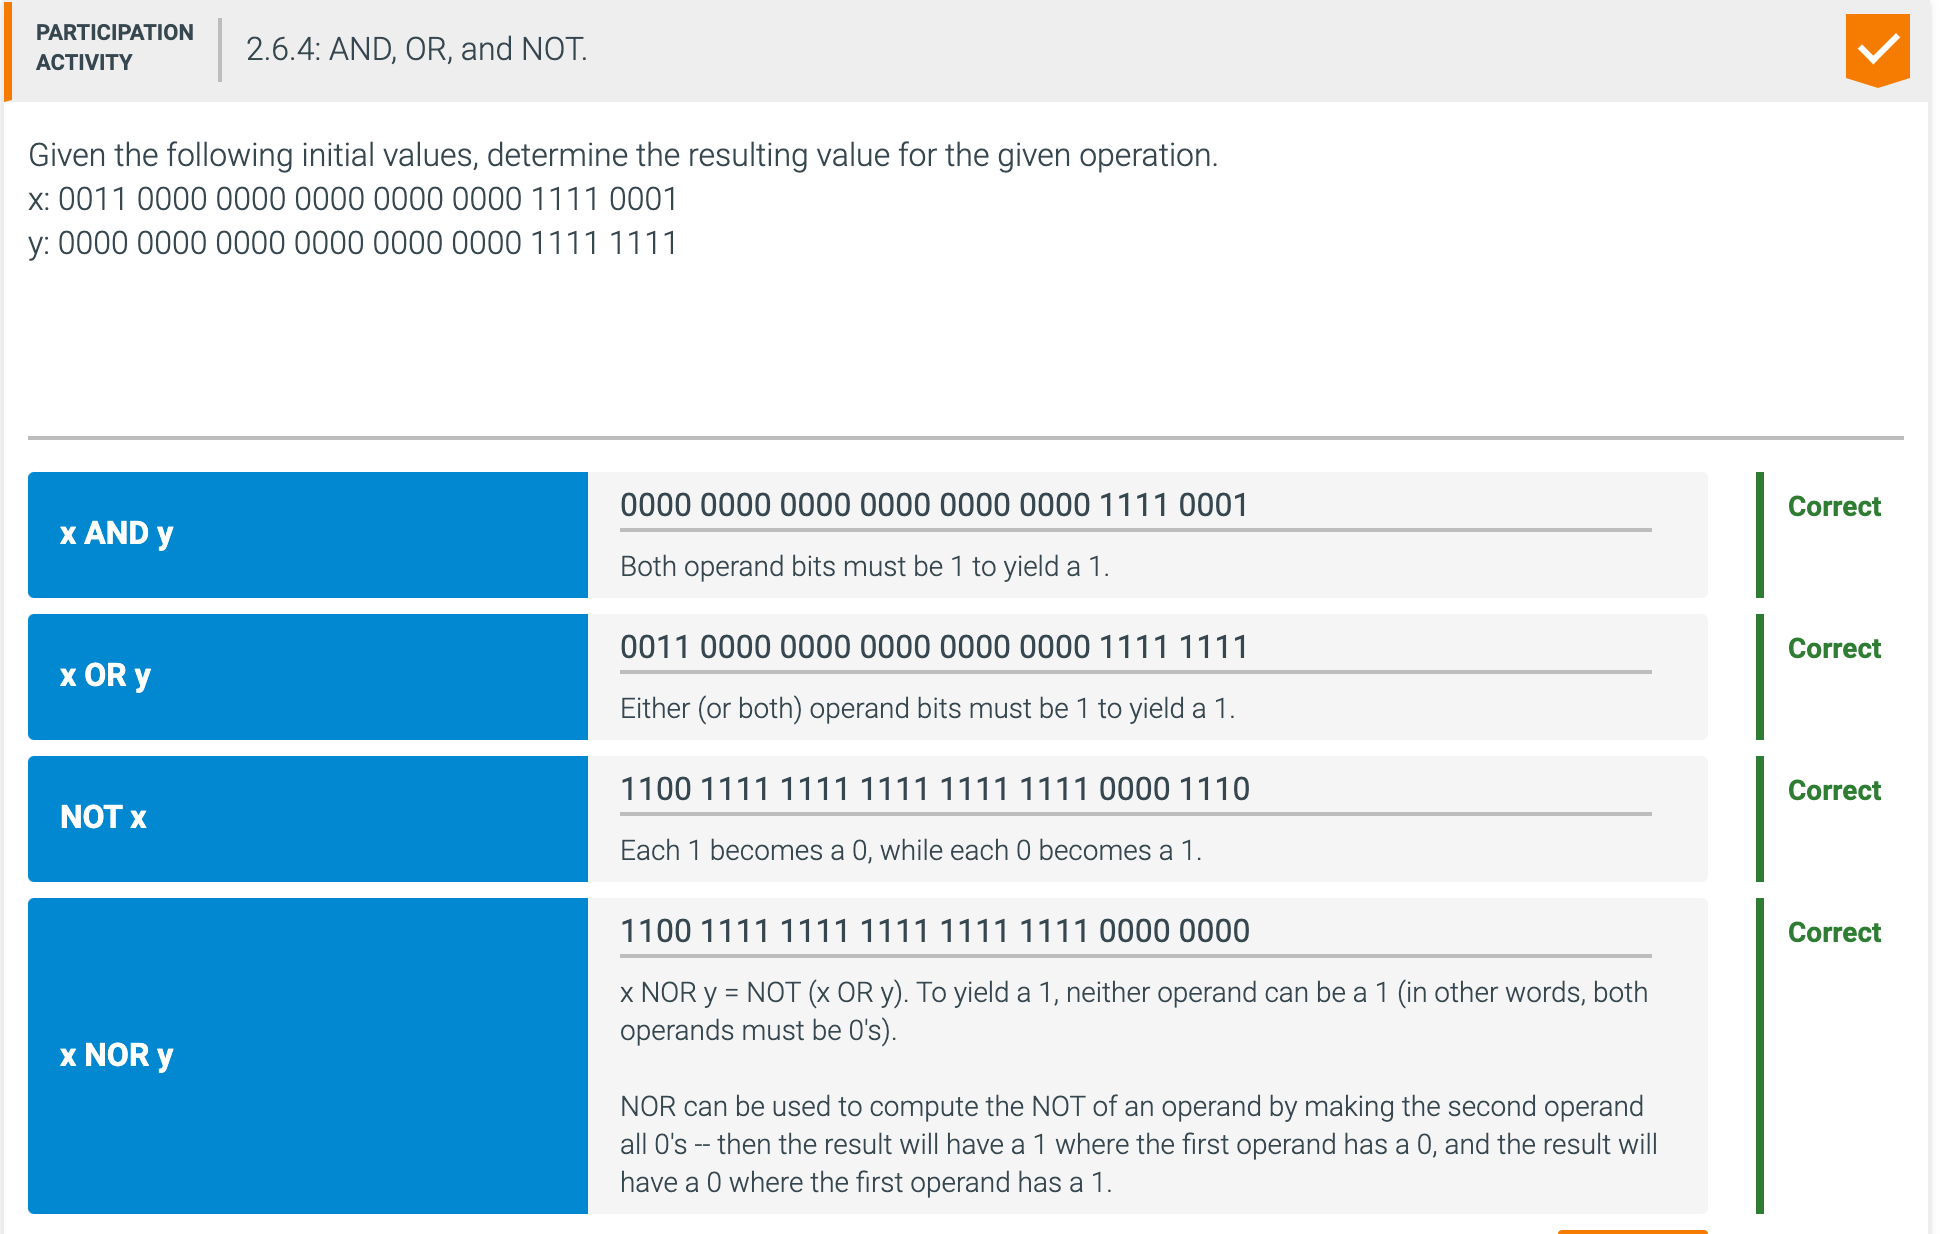 PARTICIPATION
ACTIVITY
2.6.4: AND, OR, and NOT.
Given the following initial values, determine the resulting value for the given operation.
x: 0011 0000 0000 0000 0000 0000 1111 0001
y: 0000 0000 0000 0000 0000 0000 1111 1111
x AND y
0000 0000 0000 0000 0000 0000 1111 0001
Correct
Both operand bits must be 1 to yield a 1.
x OR y
0011 0000 0000 0000 0000 0000 1111 1111
Correct
Either (or both) operand bits must be 1 to yield a 1.
NOT x
1100 1111 1111 1111 1111 1111 0000 1110
Correct
Each 1 becomes a 0, while each 0 becomes a 1.
x NOR y
1100 1111 1111 1111 1111 1111 0000 0000
Correct
x NOR y = NOT (x OR y). To yield a 1, neither operand can be a 1 (in other words, both
operands must be 0's).
NOR can be used to compute the NOT of an operand by making the second operand
all 0's -- then the result will have a 1 where the first operand has a 0, and the result will
have a 0 where the first operand has a 1.